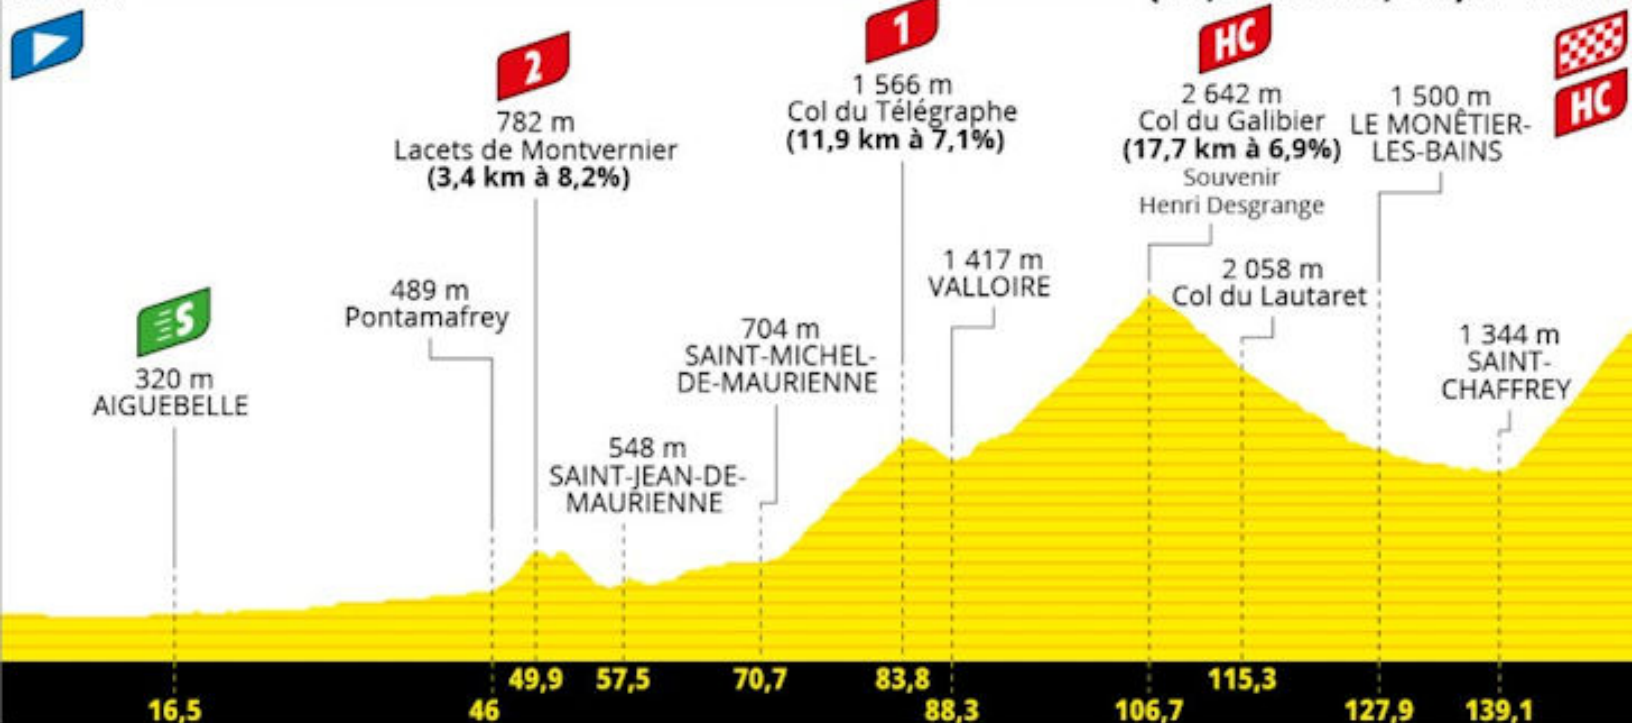 2
782 m
Lacets de Montvernier
(3,4 km à 8,2%)
1
1 566 m
Col du Télégraphe
(11,9 km à 7,1%)
HC
2 642 m
Col du Galibier
(17,7 km à 6,9%)
Souvenir
Henri Desgrange
1 500 m
LE MONÊTIER-
LES-BAINS
HC
S
320 m
AIGUEBELLE
489 m
Pontamafrey
548 m
SAINT-JEAN-DE-
MAURIENNE
704 m
SAINT-MICHEL-
DE-MAURIENNE
1 417 m
VALLOIRE
2 058 m
Col du Lautaret
1 344 m
SAINT-
CHAFFREY
16,5
46
49,9
57,5
70,7
83,8
88,3
106,7
115,3
127,9
139,1